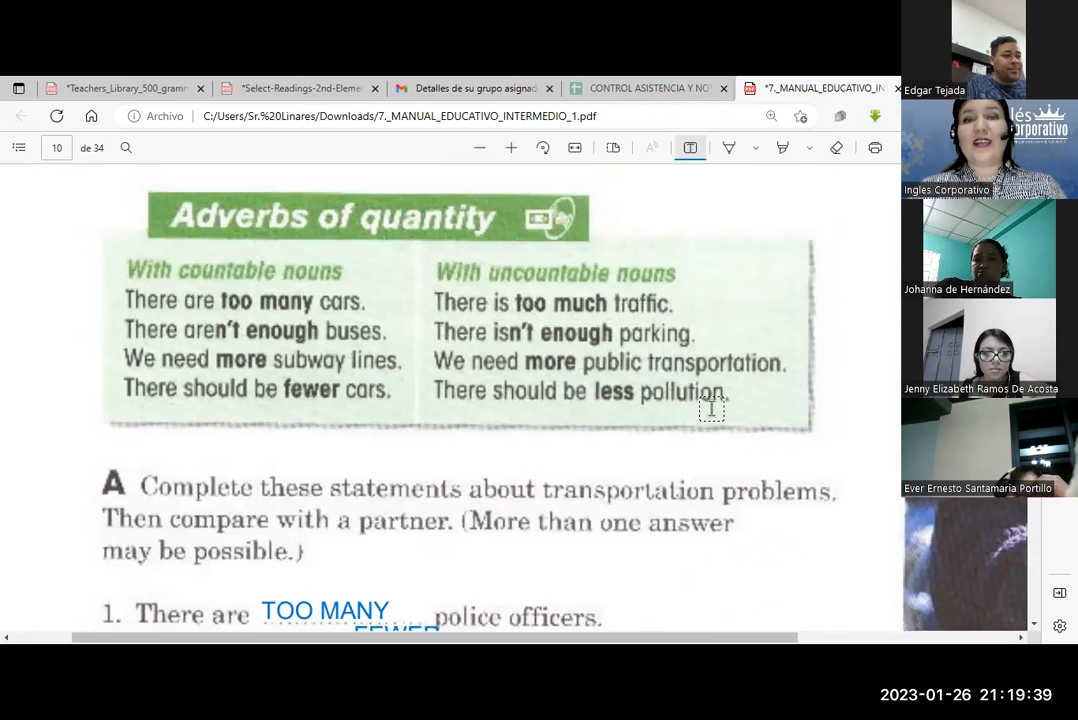 *Teachers_Library_500_gramm
*Select-Readings-2nd-Eleme
Detalles de su grupo asignad
CONTROL ASISTENCIA Y NO
*7._MANUAL_EDUCATIVO_IN
Archivo
C:/Users/Sr.%20Linares/Downloads/7._MANUAL_EDUCATIVO_INTERMEDIO_1.pdf
10 de 34
Adverbs of quantity
With countable nouns
There are too many cars.
There aren't enough buses.
We need more subway lines.
There should be fewer cars.
With uncountable nouns
There is too much traffic.
There isn't enough parking.
We need more public transportation.
There should be less pollution.
A Complete these statements about transportation problems.
Then compare with a partner. (More than one answer
may be possible.)
1. There are TOO MANY police officers.
FEWER
Edgar Tejada
lés
orporativo
Ingles Corporativo
Johanna de Hernández
Jenny Elizabeth Ramos De Acosta
Ever Ernesto Santamaria Portillo
2023-01-26 21:19:39